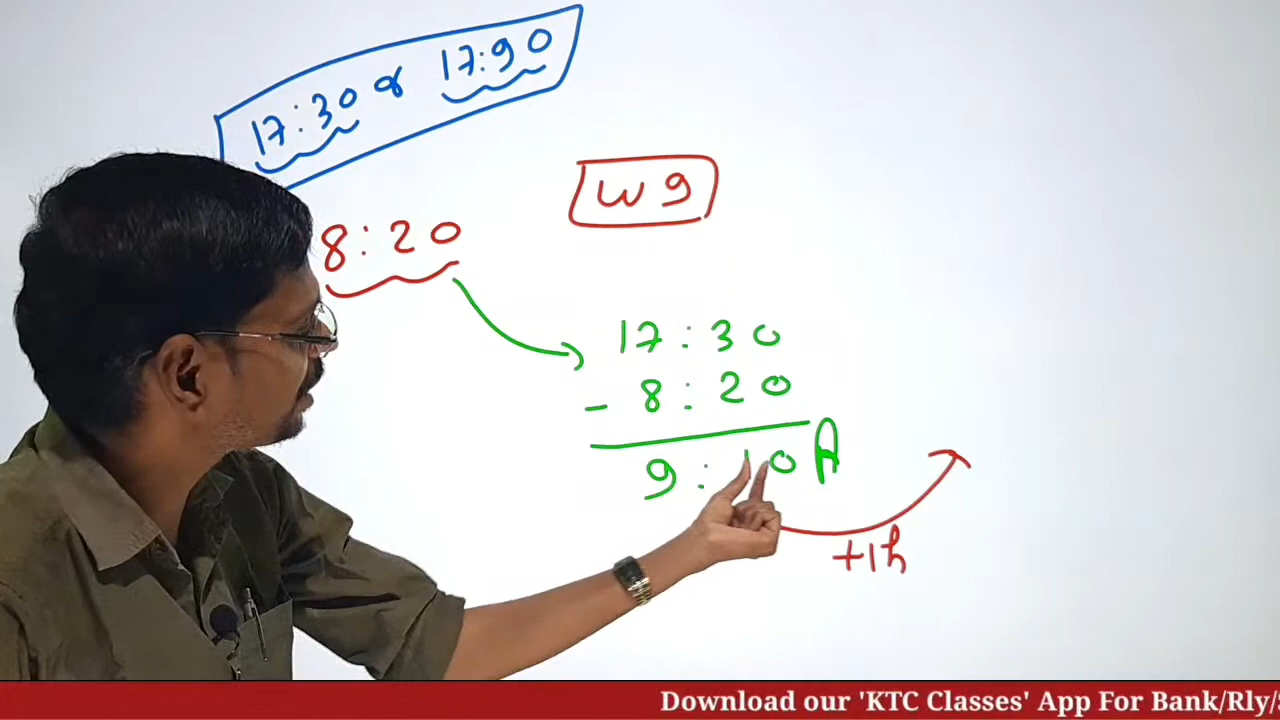 17:30 or 17:90
W 9
8:20
17:30
- 8:20
9:10 A
+1h
Download our 'KTC Classes' App For Bank/Rly/